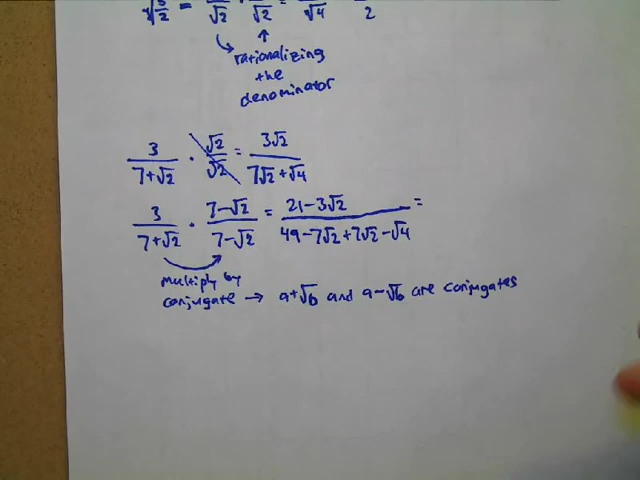 √5/2 = /√2 · /√2 = /√4 2
rationalizing
the
denominator
3/(7+√2) · √2/√2 = 3√2/(7√2+√4)
3/(7+√2) · (7-√2)/(7-√2) = (21-3√2)/(49-7√2+7√2-√4) =
multiply by
conjugate → a+√b and a-√b are conjugates